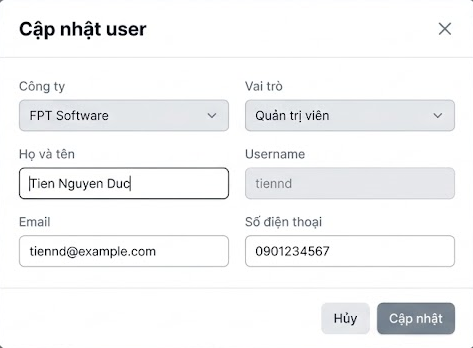 Cập nhật user
Công ty
Vai trò
FPT Software
Quản trị viên
Họ và tên
Username
Tien Nguyen Duc
tiennd
Email
Số điện thoại
tiennd@example.com
0901234567
Hủy
Cập nhật